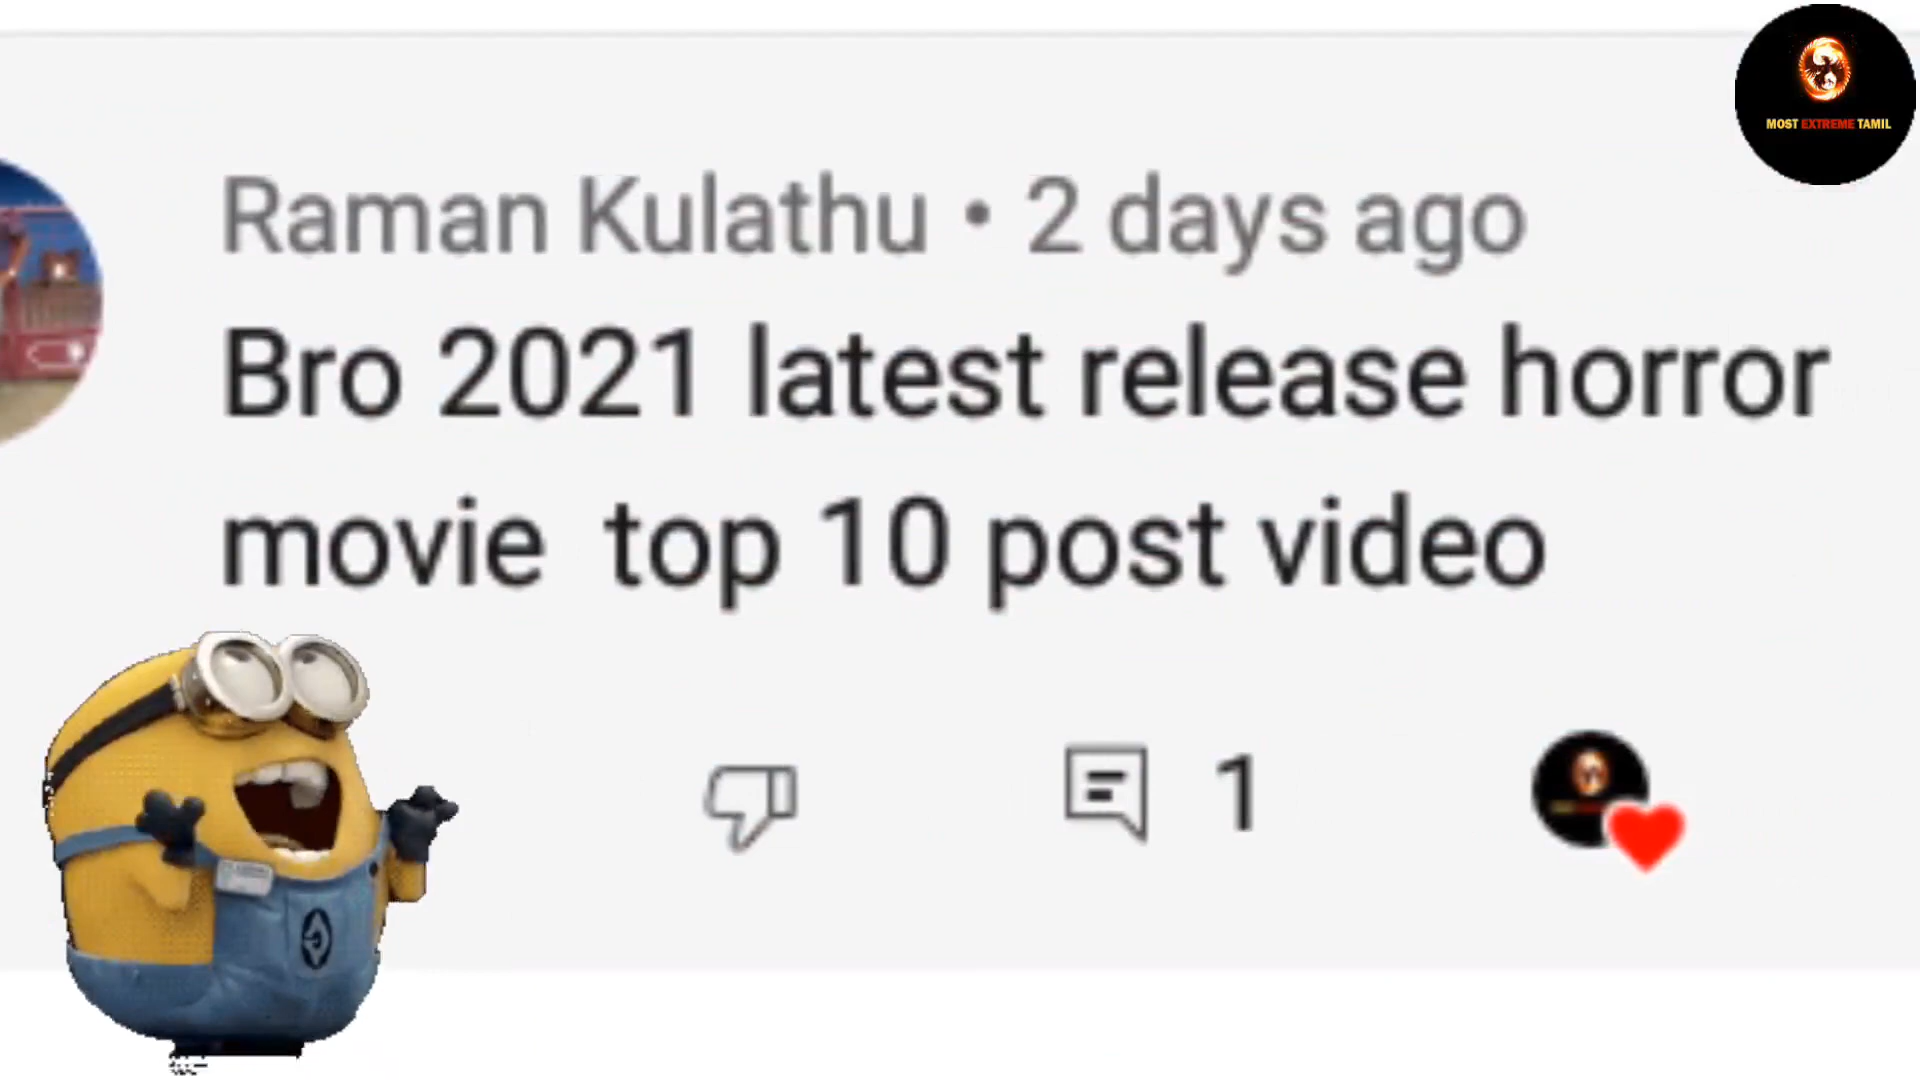 MOST EXTREME TAMIL
Raman Kulathu • 2 days ago
Bro 2021 latest release horror
movie  top 10 post video
1